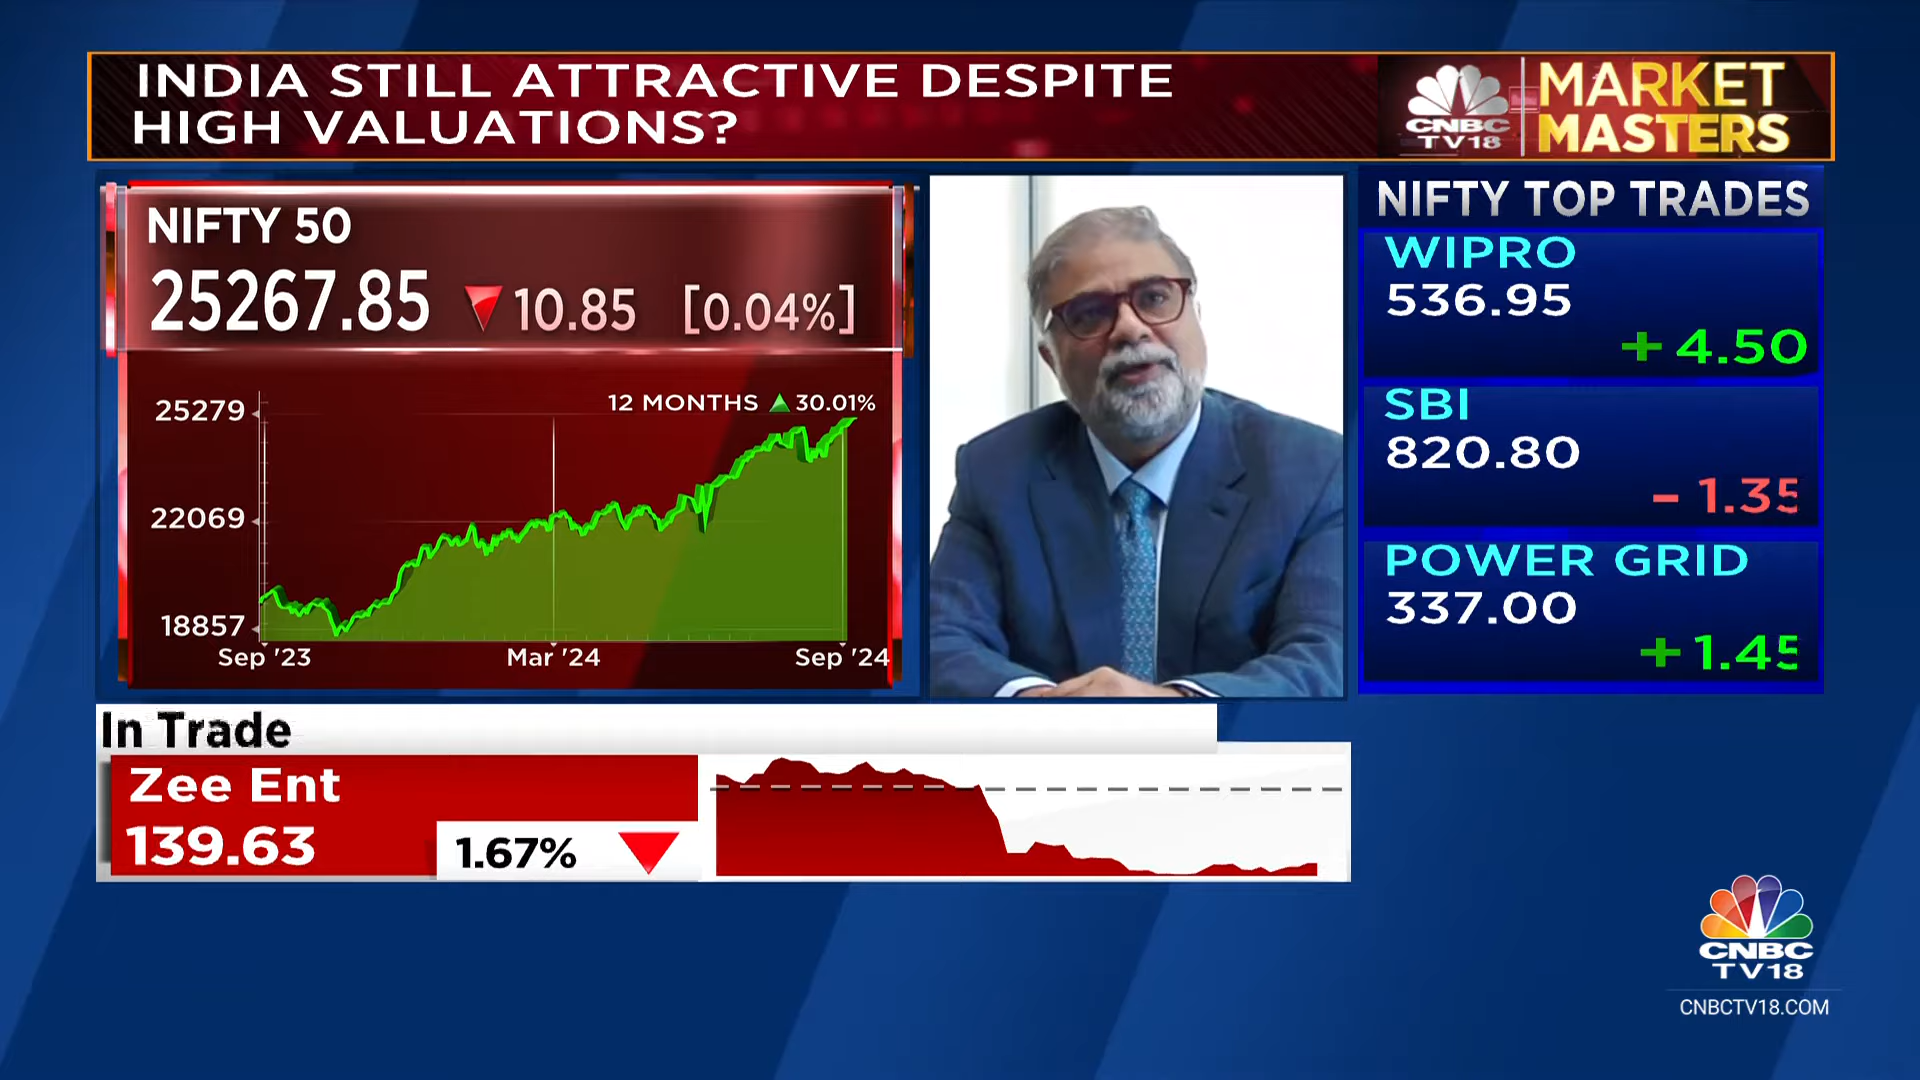 INDIA STILL ATTRACTIVE DESPITE
HIGH VALUATIONS?
CNBC
TV18
MARKET
MASTERS
NIFTY 50
25267.85 ▼ 10.85 [0.04%]
12 MONTHS ▲ 30.01%
25279
22069
18857
Sep '23 Mar '24 Sep '24
NIFTY TOP TRADES
WIPRO
536.95
+ 4.50
SBI
820.80
- 1.35
POWER GRID
337.00
+ 1.45
In Trade
Zee Ent
139.63
1.67% ▼
CNBC
TV18
CNBCTV18.COM